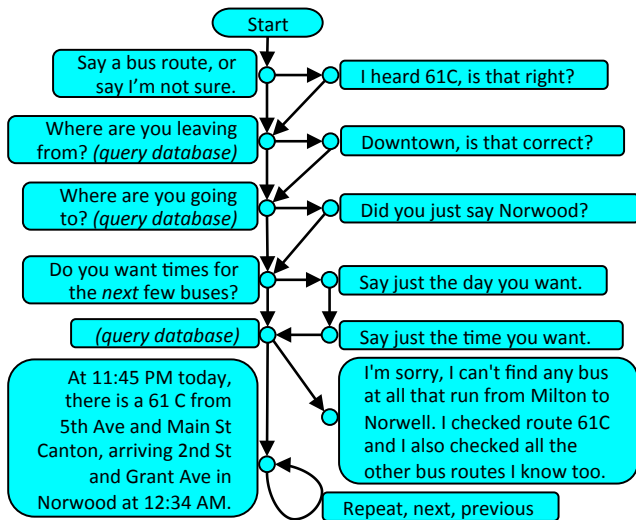 Start
Say a bus route, or
say I’m not sure.
I heard 61C, is that right?
Where are you leaving
from? (query database)
Downtown, is that correct?
Where are you going
to? (query database)
Did you just say Norwood?
Do you want times for
the next few buses?
Say just the day you want.
(query database)
Say just the time you want.
At 11:45 PM today,
there is a 61 C from
5th Ave and Main St
Canton, arriving 2nd St
and Grant Ave in
Norwood at 12:34 AM.
I'm sorry, I can't find any bus
at all that run from Milton to
Norwell. I checked route 61C
and I also checked all the
other bus routes I know too.
Repeat, next, previous